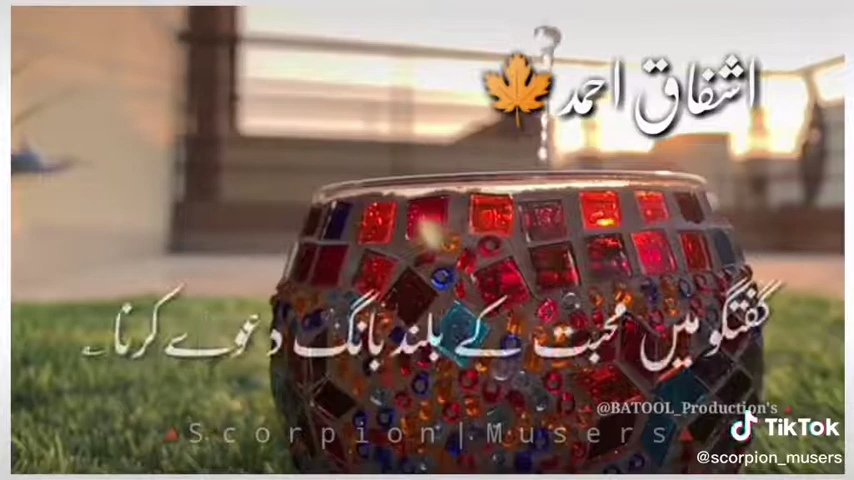 اشفاق احمد
گفتگو میں محبت کے بلند بانگ دعوے کرنا۔
@BATOOL_Production's
Scorpion|Musers
TikTok
@scorpion_musers